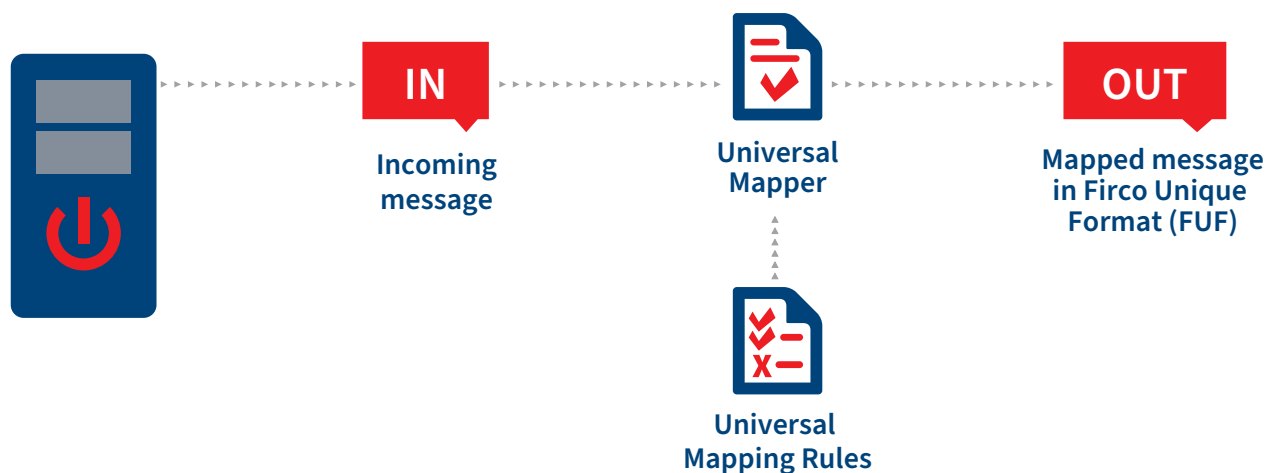 IN
Incoming
message
Universal
Mapper
OUT
Mapped message
in Firco Unique
Format (FUF)
Universal
Mapping Rules